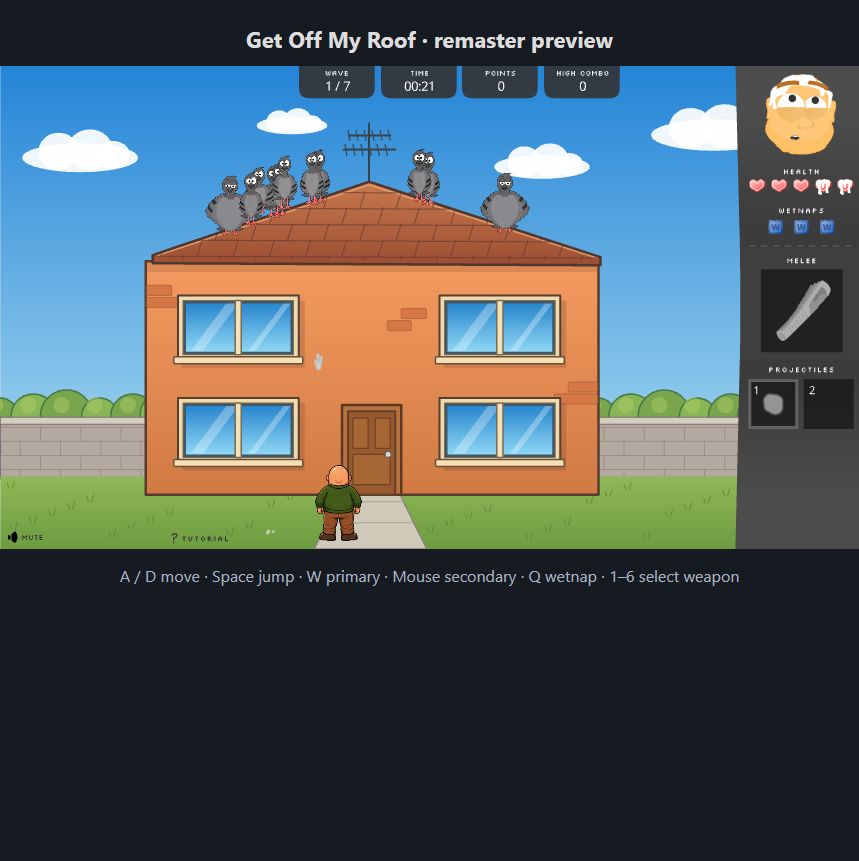 Get Off My Roof · remaster preview
WAVE
1 / 7
TIME
00:21
POINTS
0
HIGH COMBO
0
HEALTH
WETNAPS
W W W
MELEE
PROJECTILES
1 2
MUTE
? TUTORIAL
A / D move · Space jump · W primary · Mouse secondary · Q wetnap · 1–6 select weapon